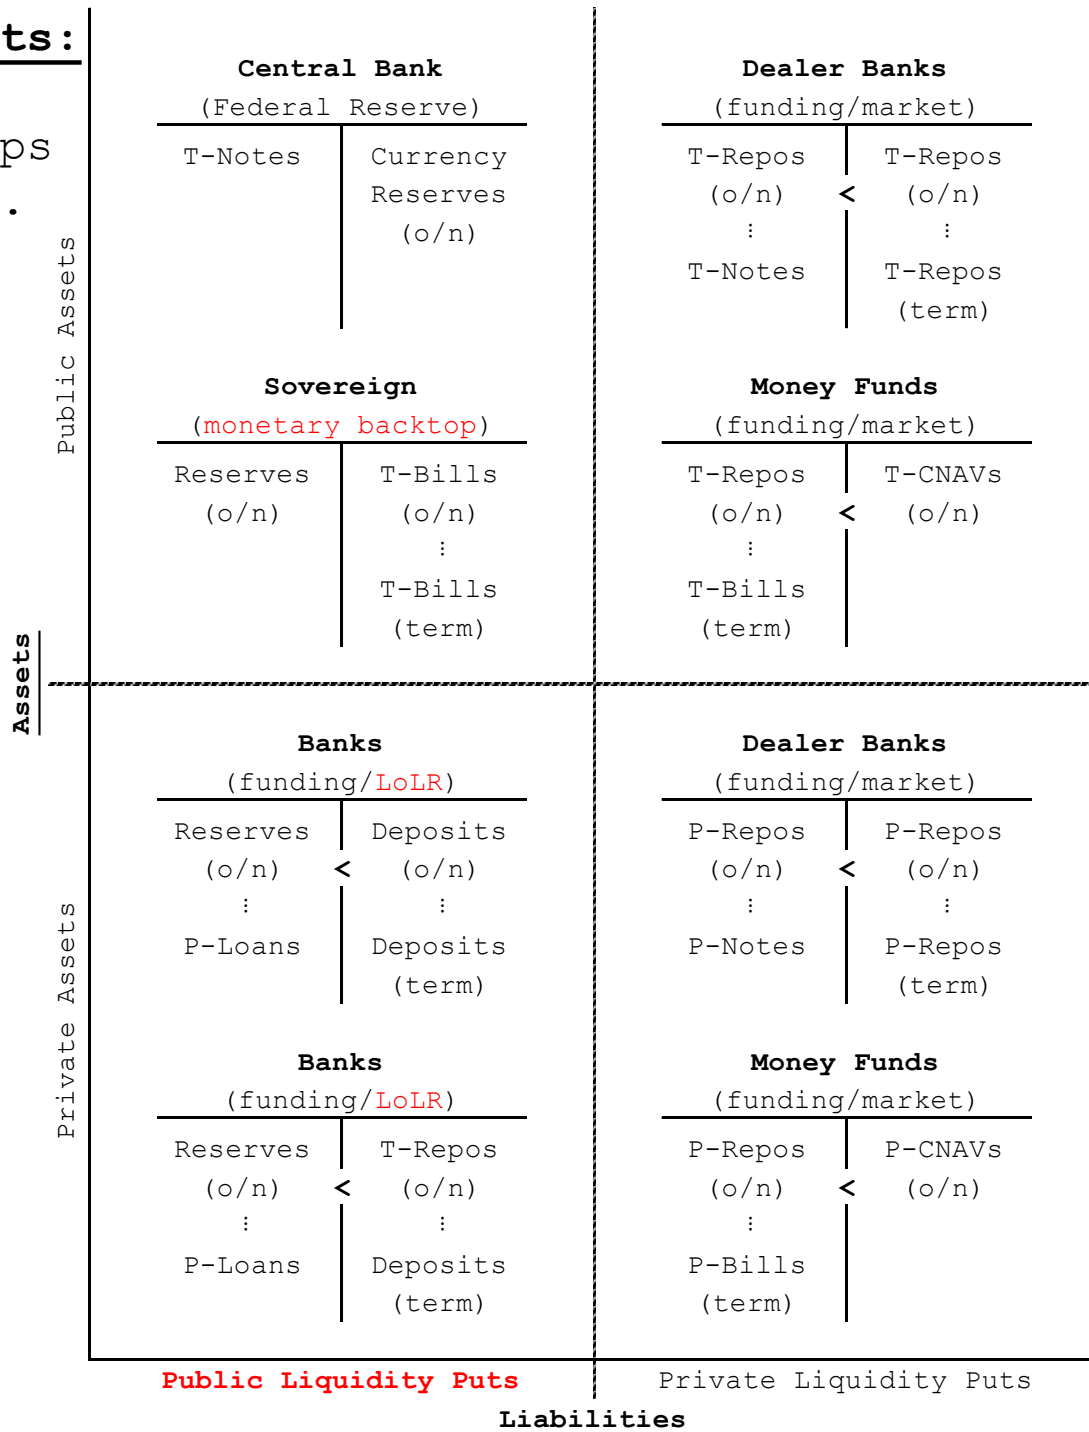 ts:
ps
.
Public Assets
Assets
Private Assets
Central Bank
(Federal Reserve)
T-Notes Currency
Reserves
(o/n)
Sovereign
(monetary backtop)
Reserves T-Bills
(o/n) (o/n)
⋮
T-Bills
(term)
Dealer Banks
(funding/market)
T-Repos T-Repos
(o/n) < (o/n)
⋮ ⋮
T-Notes T-Repos
(term)
Money Funds
(funding/market)
T-Repos T-CNAVs
(o/n) < (o/n)
⋮
T-Bills
(term)
Banks
(funding/LoLR)
Reserves Deposits
(o/n) < (o/n)
⋮ ⋮
P-Loans Deposits
(term)
Banks
(funding/LoLR)
Reserves T-Repos
(o/n) < (o/n)
⋮ ⋮
P-Loans Deposits
(term)
Dealer Banks
(funding/market)
P-Repos P-Repos
(o/n) < (o/n)
⋮ ⋮
P-Notes P-Repos
(term)
Money Funds
(funding/market)
P-Repos P-CNAVs
(o/n) < (o/n)
⋮
P-Bills
(term)
Public Liquidity Puts Private Liquidity Puts
Liabilities